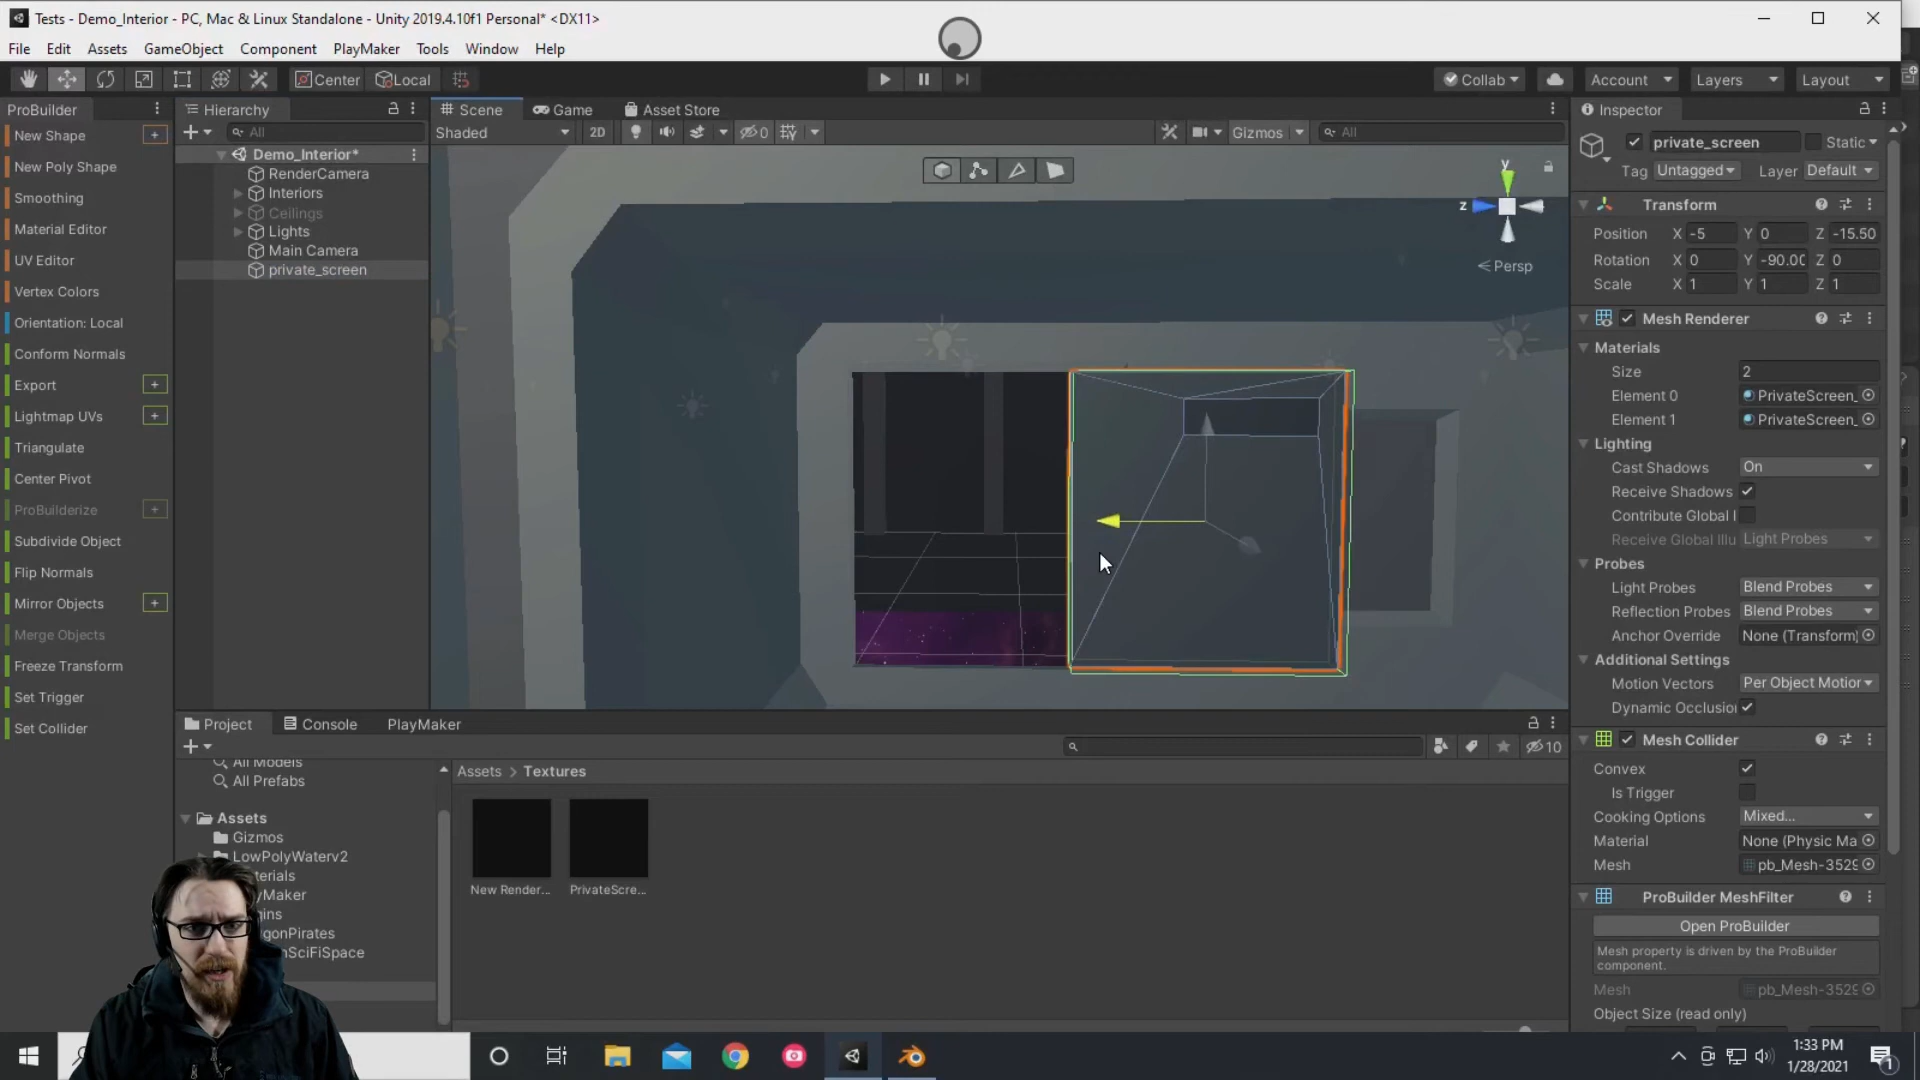 Tests - Demo_Interior - PC, Mac & Linux Standalone - Unity 2019.4.10f1 Personal* <DX11>
File Edit Assets GameObject Component PlayMaker Tools Window Help
Center Local Collab Account Layers Layout
ProBuilder
New Shape
New Poly Shape
Smoothing
Material Editor
UV Editor
Vertex Colors
Orientation: Local
Conform Normals
Export
Lightmap UVs
Triangulate
Center Pivot
ProBuilderize
Subdivide Object
Flip Normals
Mirror Objects
Merge Objects
Freeze Transform
Set Trigger
Set Collider
Hierarchy
All
Demo_Interior*
RenderCamera
Interiors
Ceilings
Lights
Main Camera
private_screen
Scene Game Asset Store
Shaded 2D 0 Gizmos All
y
z
Persp
Inspector
private_screen Static
Tag Untagged Layer Default
Transform
Position X -5 Y 0 Z -15.50
Rotation X 0 Y -90.00 Z 0
Scale X 1 Y 1 Z 1
Mesh Renderer
Materials
Size 2
Element 0 PrivateScreen_
Element 1 PrivateScreen_
Lighting
Cast Shadows On
Receive Shadows
Contribute Global I
Receive Global Illu Light Probes
Probes
Light Probes Blend Probes
Reflection Probes Blend Probes
Anchor Override None (Transform)
Additional Settings
Motion Vectors Per Object Motion
Dynamic Occlusion
Mesh Collider
Convex
Is Trigger
Cooking Options Mixed...
Material None (Physic Ma
Mesh pb_Mesh-3529
ProBuilder MeshFilter
Open ProBuilder
Mesh property is driven by the ProBuilder
component.
Mesh pb_Mesh-3529
Object Size (read only)
Project Console PlayMaker
10
All Models
All Prefabs
Assets
Gizmos
LowPolyWaterv2
terials
yMaker
gins
gonPirates
nSciFiSpace
Assets > Textures
New Render...
PrivateScre...
1:33 PM
1/28/2021
1